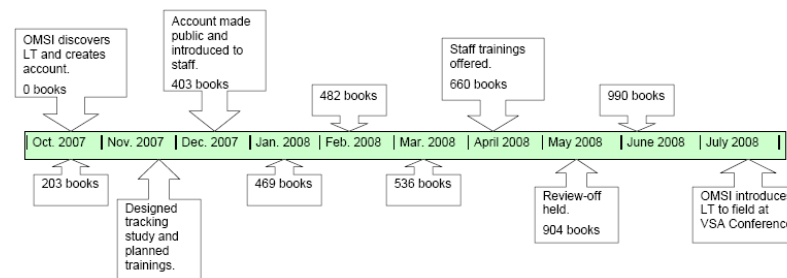 OMSI discovers
LT and creates
account.
0 books
Account made
public and
introduced to
staff.
403 books
482 books
Staff trainings
offered.
660 books
990 books
Oct. 2007
Nov. 2007
Dec. 2007
Jan. 2008
Feb. 2008
Mar. 2008
April 2008
May 2008
June 2008
July 2008
203 books
Designed
tracking
study and
planned
trainings.
469 books
536 books
Review-off
held.
904 books
OMSI introduces
LT to field at
VSA Conference